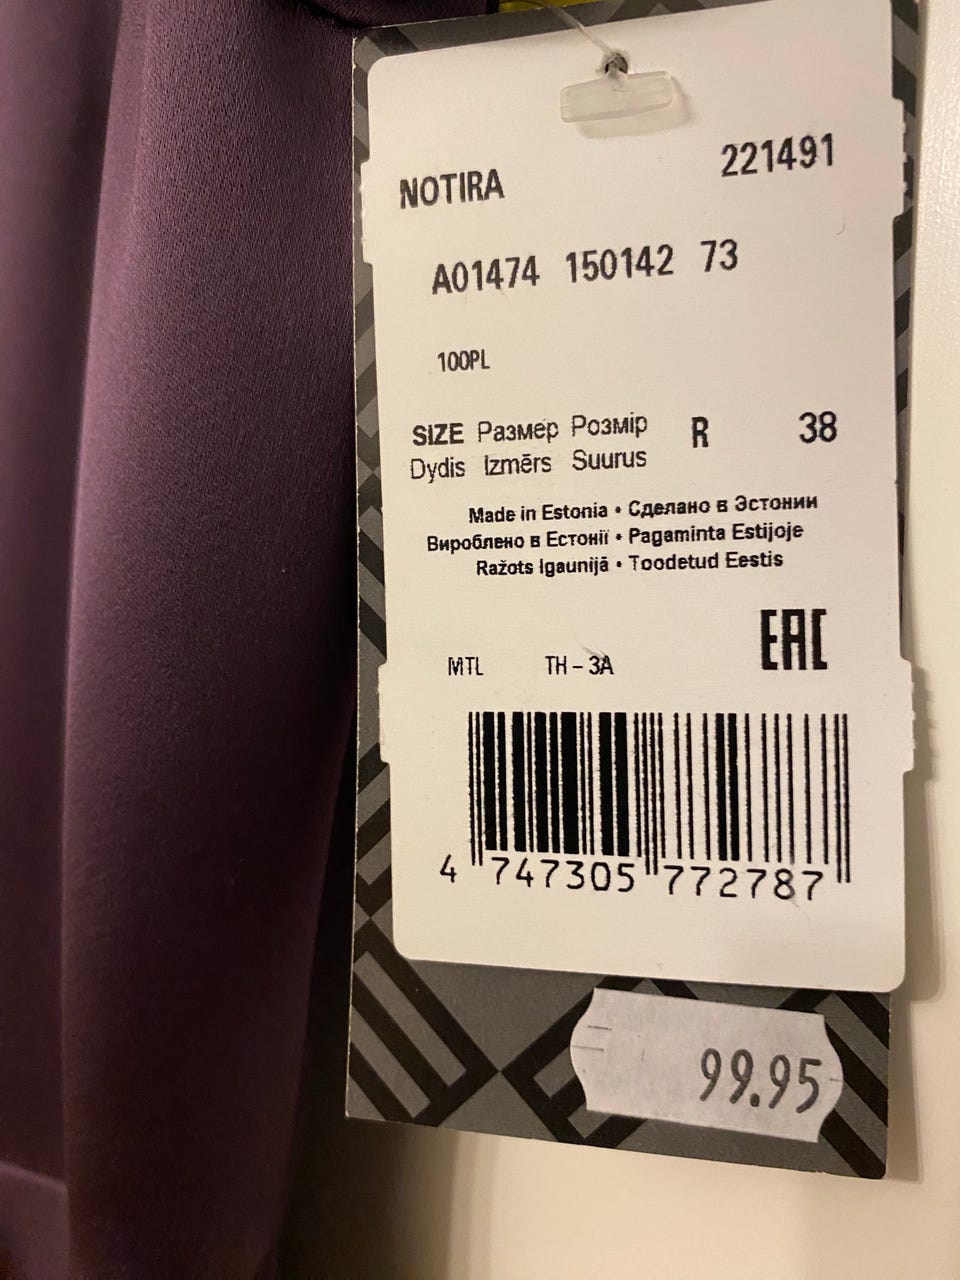 NOTIRA 221491
A01474 150142 73
100PL
SIZE Размер Розмір R 38
Dydis Izmērs Suurus
Made in Estonia • Сделано в Эстонии
Вироблено в Естонії • Pagaminta Estijoje
Ražots Igaunijā • Toodetud Eestis
EAC
MTL TH – 3A
4 747305 772787
99.95